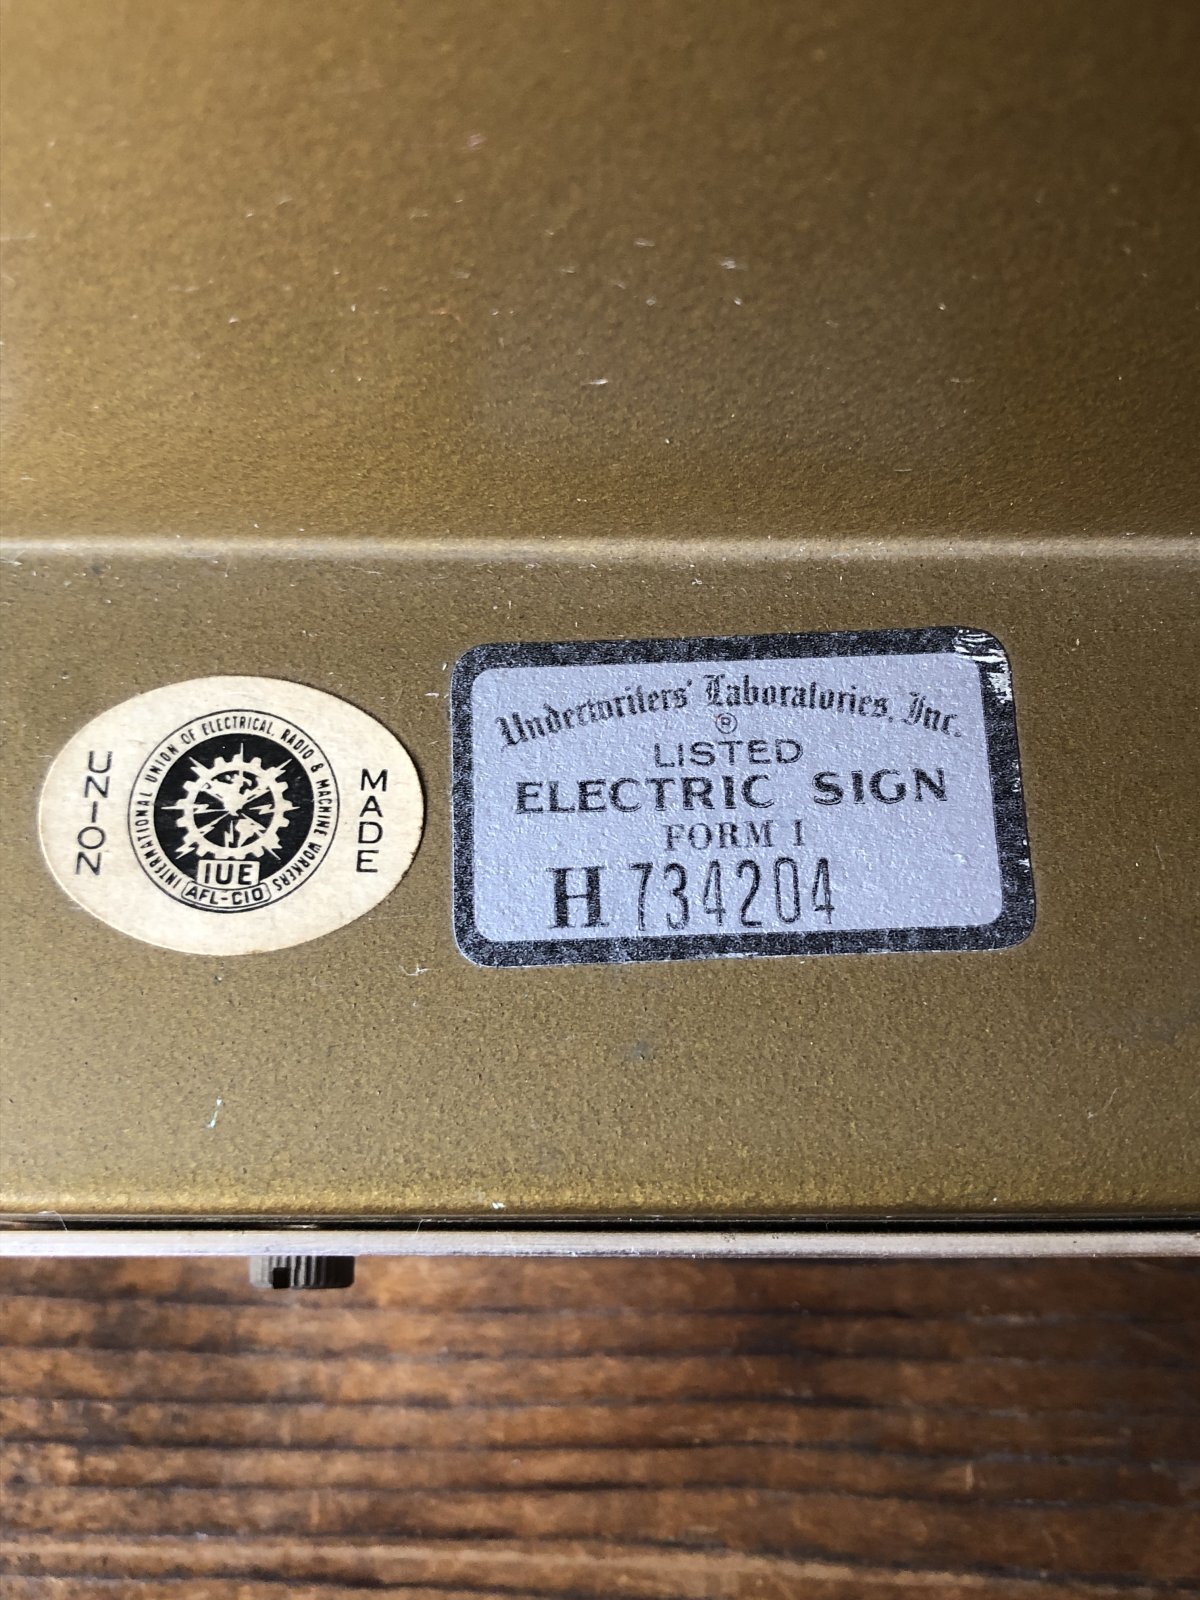 UNION
INTERNATIONAL UNION OF ELECTRICAL, RADIO & MACHINE WORKERS
IUE
AFL-CIO
MADE
Underwriters' Laboratories, Inc.
®
LISTED
ELECTRIC SIGN
FORM 1
H 734204